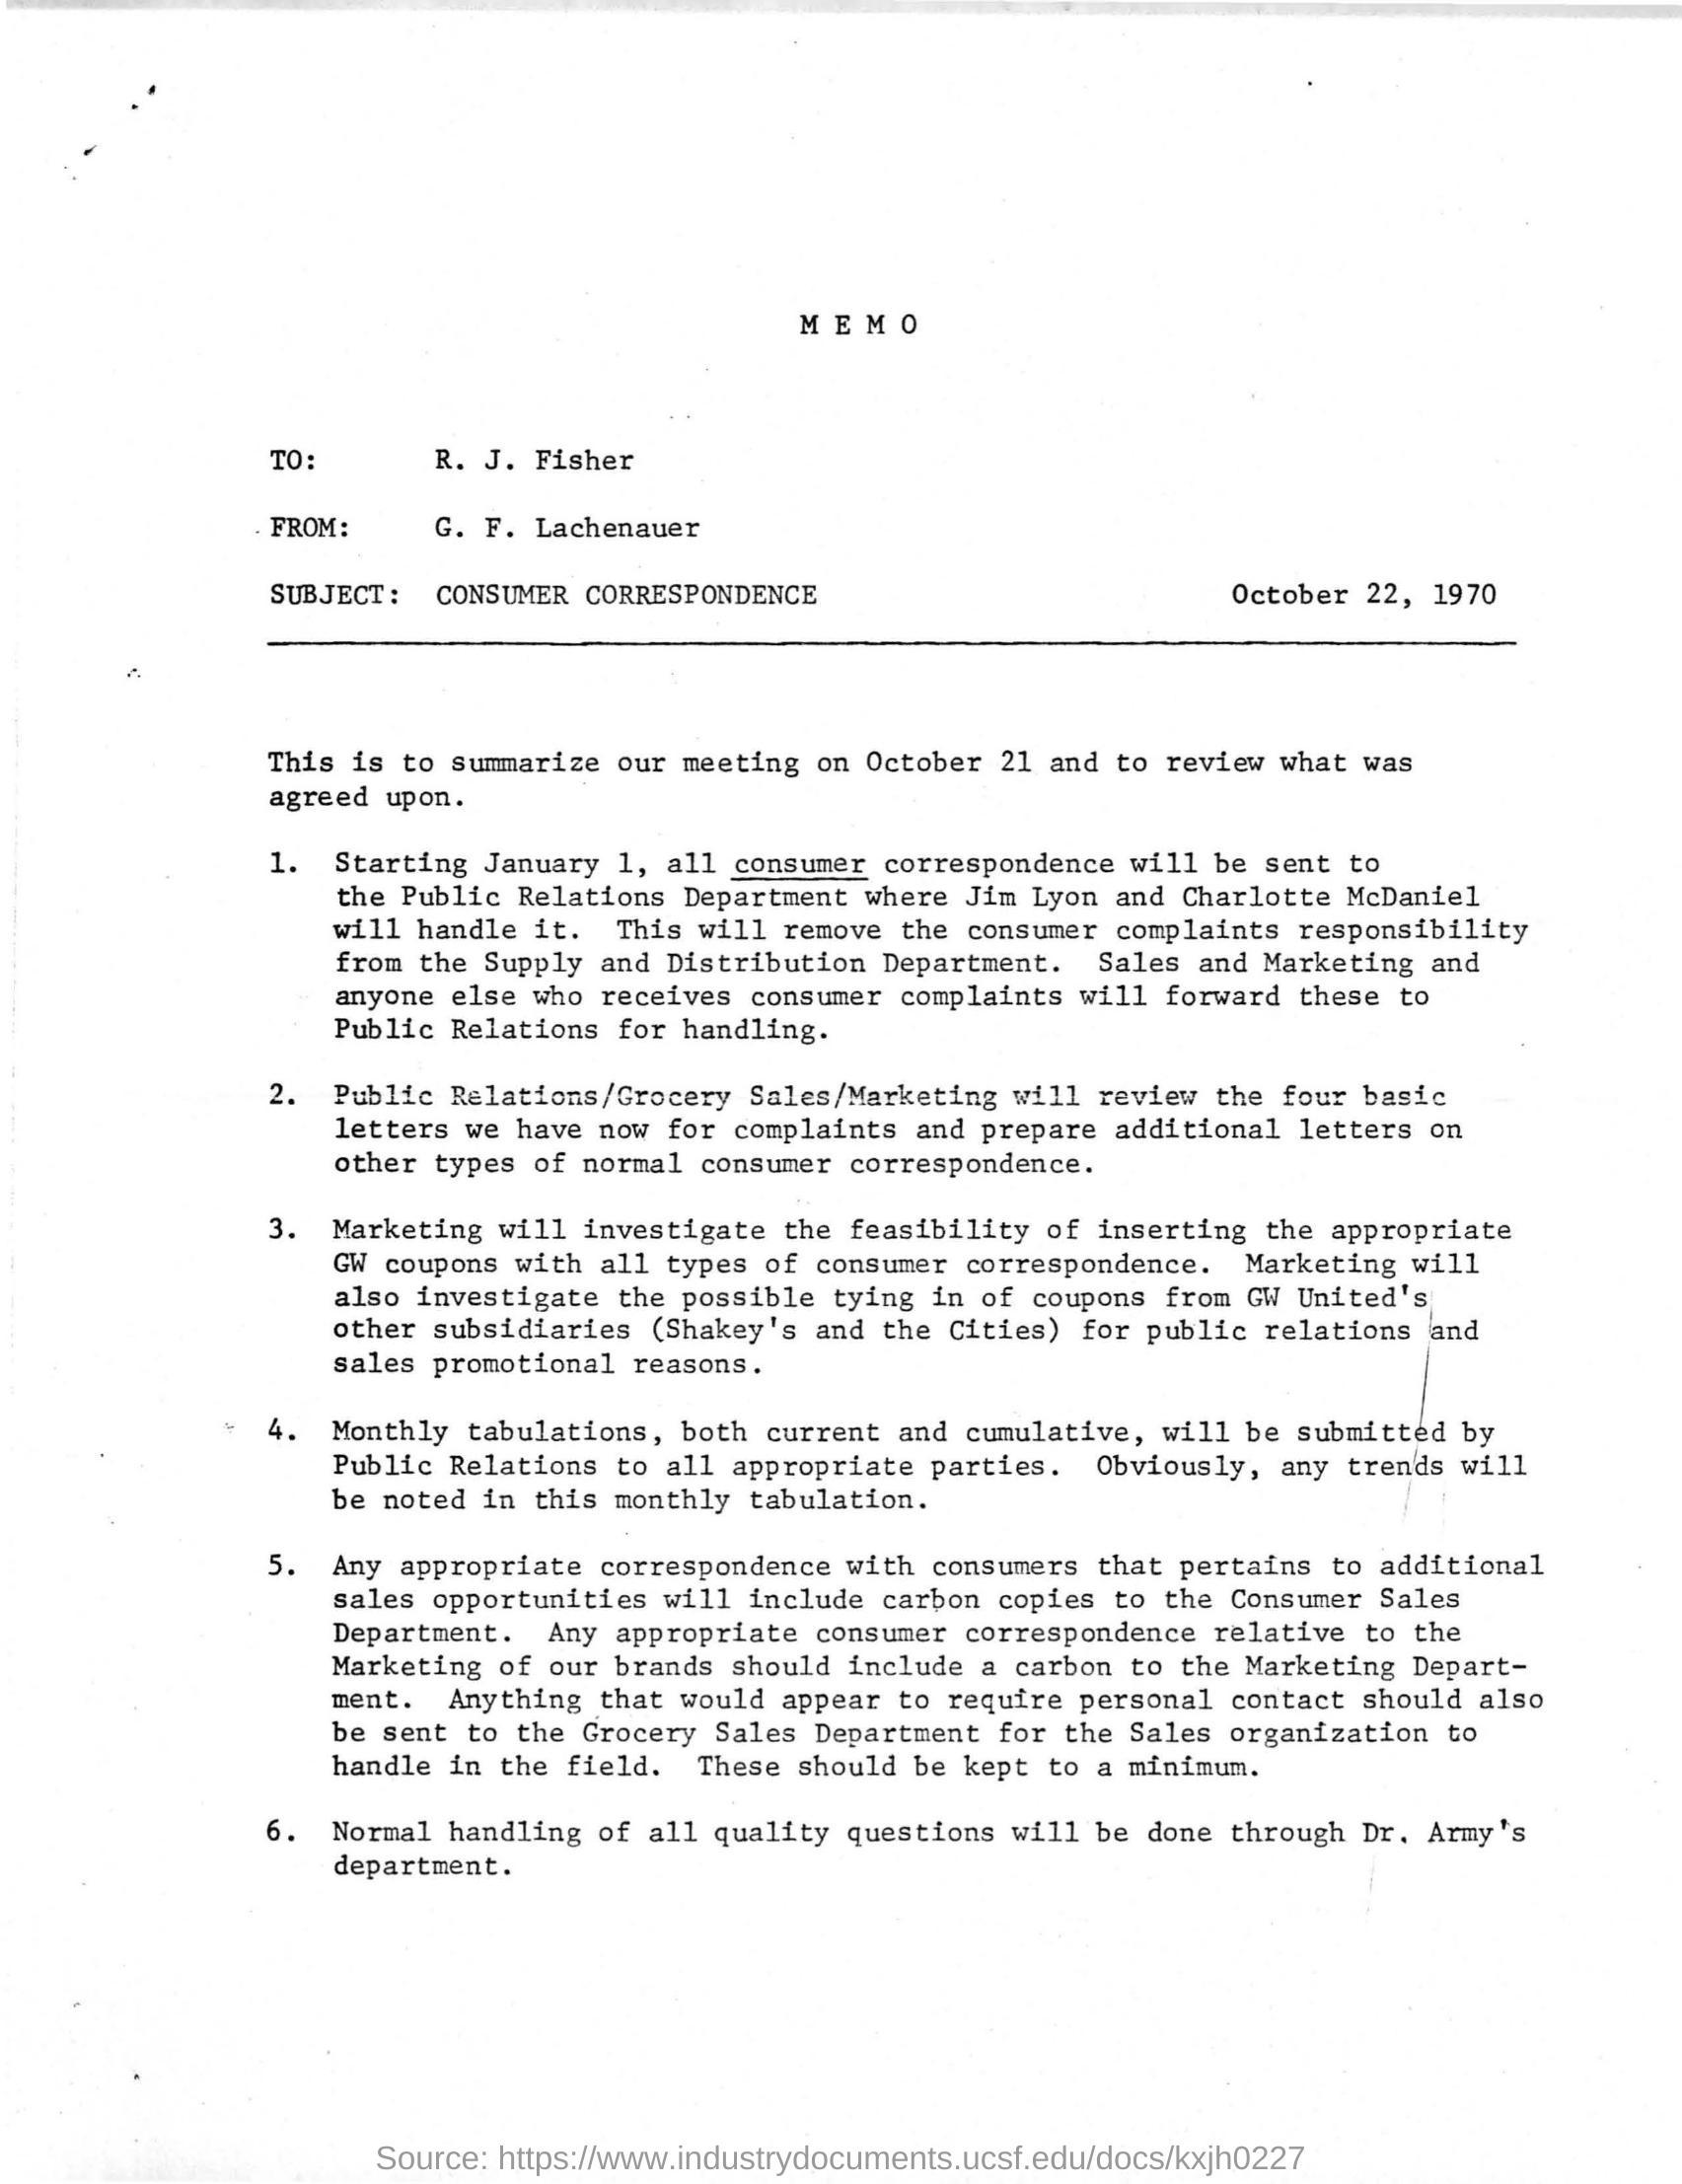 M E M O
TO: R. J. Fisher
FROM: G. F. Lachenauer
SUBJECT: CONSUMER CORRESPONDENCE October 22, 1970
This is to summarize our meeting on October 21 and to review what was
agreed upon.
1. Starting January 1, all consumer correspondence will be sent to
the Public Relations Department where Jim Lyon and Charlotte McDaniel
will handle it. This will remove the consumer complaints responsibility
from the Supply and Distribution Department. Sales and Marketing and
anyone else who receives consumer complaints will forward these to
Public Relations for handling.
2. Public Relations/Grocery Sales/Marketing will review the four basic
letters we have now for complaints and prepare additional letters on
other types of normal consumer correspondence.
3. Marketing will investigate the feasibility of inserting the appropriate
GW coupons with all types of consumer correspondence. Marketing will
also investigate the possible tying in of coupons from GW United's
other subsidiaries (Shakey's and the Cities) for public relations and
sales promotional reasons.
4. Monthly tabulations, both current and cumulative, will be submitted by
Public Relations to all appropriate parties. Obviously, any trends will
be noted in this monthly tabulation.
5. Any appropriate correspondence with consumers that pertains to additional
sales opportunities will include carbon copies to the Consumer Sales
Department. Any appropriate consumer correspondence relative to the
Marketing of our brands should include a carbon to the Marketing Depart-
ment. Anything that would appear to require personal contact should also
be sent to the Grocery Sales Department for the Sales organization to
handle in the field. These should be kept to a minimum.
6. Normal handling of all quality questions will be done through Dr. Army's
department.
Source: https://www.industrydocuments.ucsf.edu/docs/kxjh0227